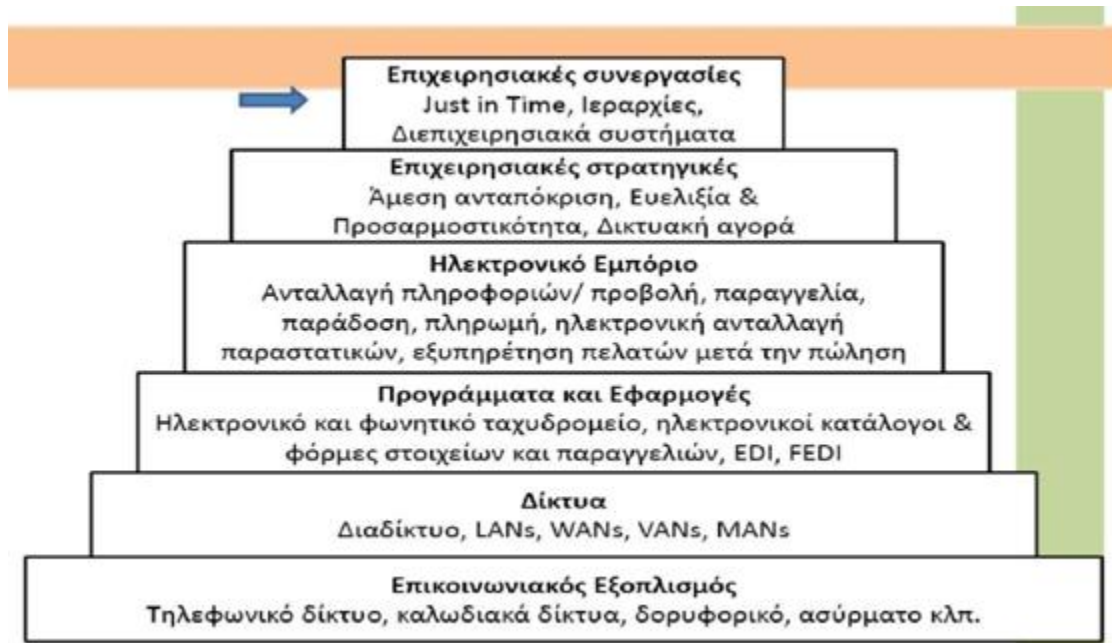 Επιχειρησιακές συνεργασίες
Just in Time, Ιεραρχίες,
Διεπιχειρησιακά συστήματα
Επιχειρησιακές στρατηγικές
Άμεση ανταπόκριση, Ευελιξία &
Προσαρμοστικότητα, Δικτυακή αγορά
Ηλεκτρονικό Εμπόριο
Ανταλλαγή πληροφοριών/ προβολή, παραγγελία,
παράδοση, πληρωμή, ηλεκτρονική ανταλλαγή
παραστατικών, εξυπηρέτηση πελατών μετά την πώληση
Προγράμματα και Εφαρμογές
Ηλεκτρονικό και φωνητικό ταχυδρομείο, ηλεκτρονικοί κατάλογοι &
φόρμες στοιχείων και παραγγελιών, EDI, FEDI
Δίκτυα
Διαδίκτυο, LANs, WANs, VANs, MANs
Επικοινωνιακός Εξοπλισμός
Τηλεφωνικό δίκτυο, καλωδιακά δίκτυα, δορυφορικό, ασύρματο κλπ.